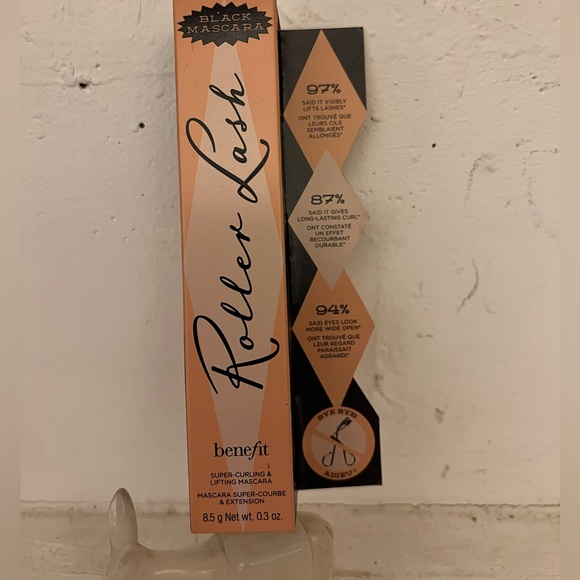 BLACK
MASCARA
Roller Lash
benefit
SUPER-CURLING &
LIFTING MASCARA
MASCARA SUPER-COURBE
& EXTENSION
8.5 g Net wt. 0.3 oz.
97%
SAID IT VISIBLY
LIFTS LASHES*
ONT TROUVÉ QUE
LEURS CILS
SEMBLAIENT
ALLONGÉS*
87%
SAID IT GIVES
LONG-LASTING CURL*
ONT CONSTATÉ
UN EFFET
RECOURBANT
DURABLE*
94%
SAID EYES LOOK
MORE WIDE OPEN*
ONT TROUVÉ QUE
LEUR REGARD
PARAISSAIT
AGRANDI*
BYE BYE
ADIEU!